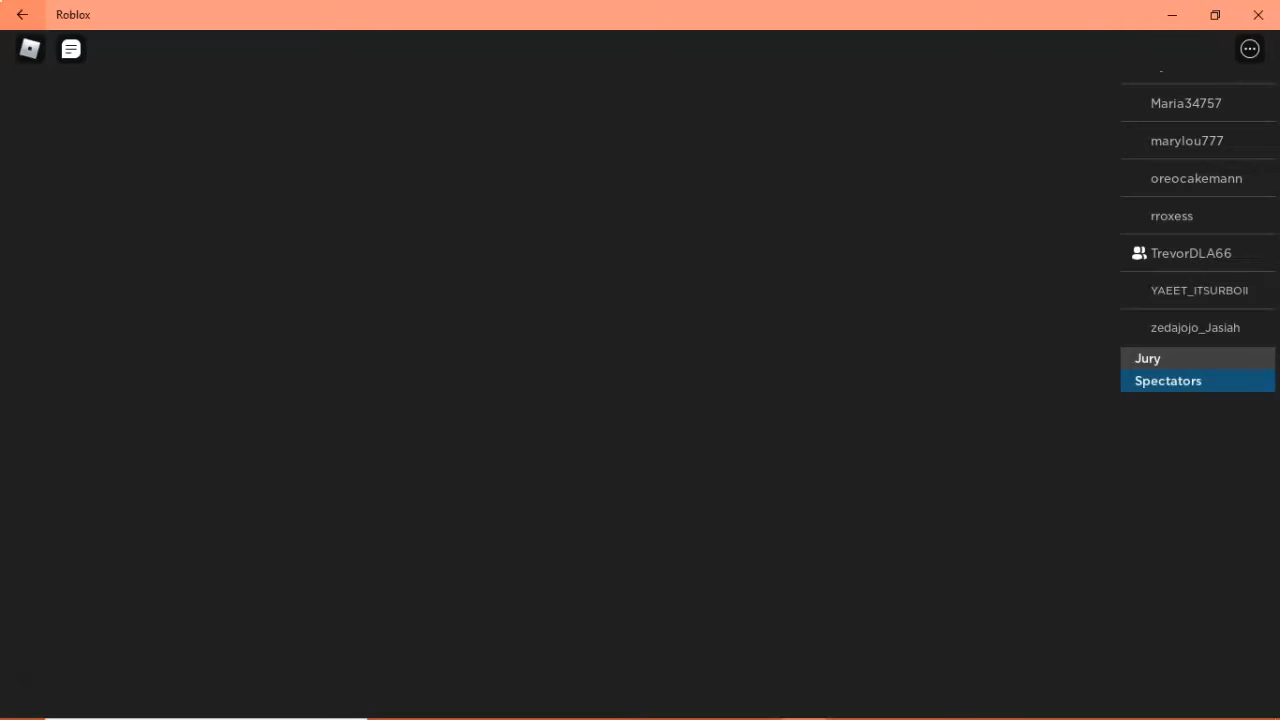 Roblox
Maria34757
marylou777
oreocakemann
rroxess
TrevorDLA66
YAEET_ITSURBOII
zedajojo_Jasiah
Jury
Spectators